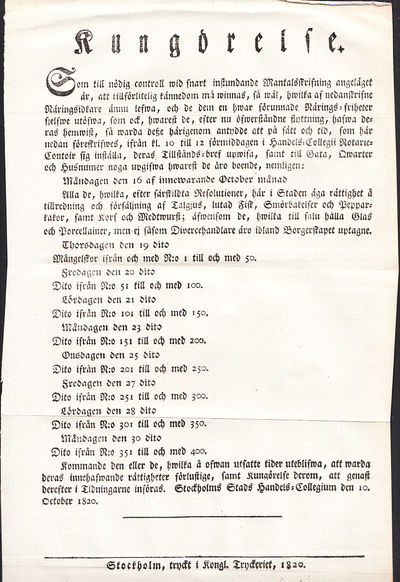 Kungörelse.
Som till nödig controll wid snart instundande Mantalsskrifning angeläget
är, att tillförlitelig kännedom må winnas, så wäl, hwilka af nedanskrifne
Näringsidkare ännu lefwa, och de dem en hwar förunnade Närings-friheter
sjelfwe utöfwa, som ock, hwarest de, efter nu öfwerståndne flyttning, hafwa de-
ras hemwist, så warda desse härigenom antydde att på sätt och tid, som här
nedan föreskrifwes, ifrån kl. 10 till 12 förmiddagen i Handels-Collegii Notarie-
Contoir sig inställa, deras Tillstånds-bref upwisa, samt till Gata, Qwarter
och Husnumer noga upgifwa hwarest de äro boende, nemligen:
Måndagen den 16 af innewarande October månad
Alla de, hwilka, efter särskildta Resolutioner, här i Staden äga rättighet å
tillredning och försäljning af Talgjus, lutad Fisk, Smörbakelser och Peppar-
kakor, samt Korf och Medtwurst; äfwensom de, hwilka till salu hålla Glas
och Porcellainer, men ej såsom Diversehandlare äro ibland Borgerskapet uptagne.
Thorsdagen den 19 dito
Mångelskor ifrån och med N:o 1 till och med 50.
Fredagen den 20 dito
Dito ifrån N:o 51 till och med 100.
Lördagen den 21 dito
Dito ifrån N:o 101 till och med 150.
Måndagen den 23 dito
Dito ifrån N:o 151 till och med 200.
Onsdagen den 25 dito
Dito ifrån N:o 201 till och med 250.
Fredagen den 27 dito
Dito ifrån N:o 251 till och med 300.
Lördagen den 28 dito
Dito ifrån N:o 301 till och med 350.
Måndagen den 30 dito
Dito ifrån N:o 351 till och med 400.
Kommande den eller de, hwilka å ofwan utsatte tider uteblifwa, att warda
deras innehafwande rättigheter förlustige, samt Kungörelse derom, att genast
derefter i Tidningarne införas. Stockholms Stads Handels-Collegium den 10.
October 1820.
Stockholm, tryckt i Kongl. Tryckeriet, 1820.